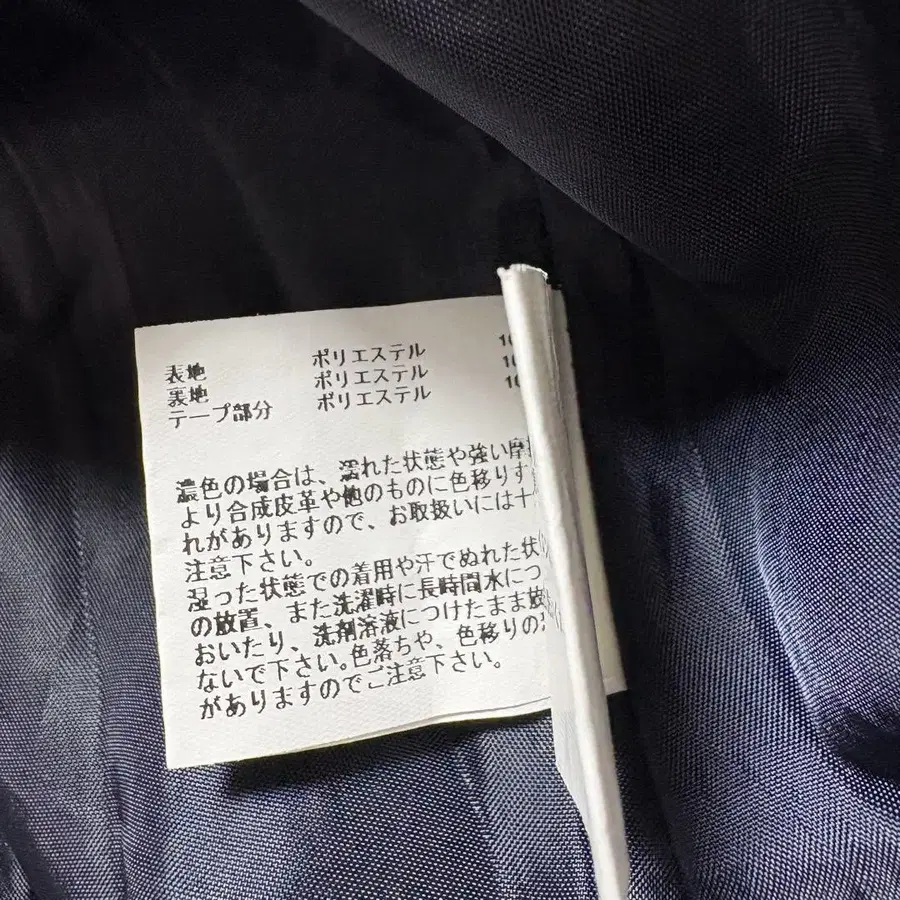 表地 ポリエステル 10
裏地 ポリエステル 10
テープ部分 ポリエステル 10
濃色の場合は、濡れた状態や強い摩
より合成皮革や他のものに色移りす
れがありますので、お取扱いには十
注意下さい。
湿った状態での着用や汗でぬれた状
の放置、また洗濯時に長時間水につ
おいたり、洗剤溶液につけたまま放
ないで下さい。色落ちや、色移りの
がありますのでご注意下さい。